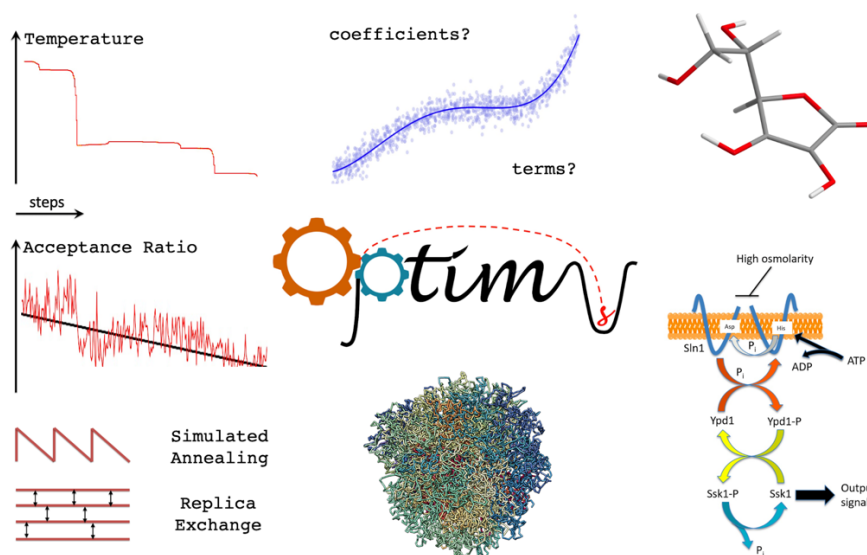 Temperature
steps
coefficients?
terms?
Acceptance Ratio
Optimus
Simulated
Annealing
Replica
Exchange
High osmolarity
Asp
His
Sln1
Pi
ADP
ATP
Pi
Ypd1
Ypd1-P
Ssk1-P
Ssk1
Output
signal
Pi